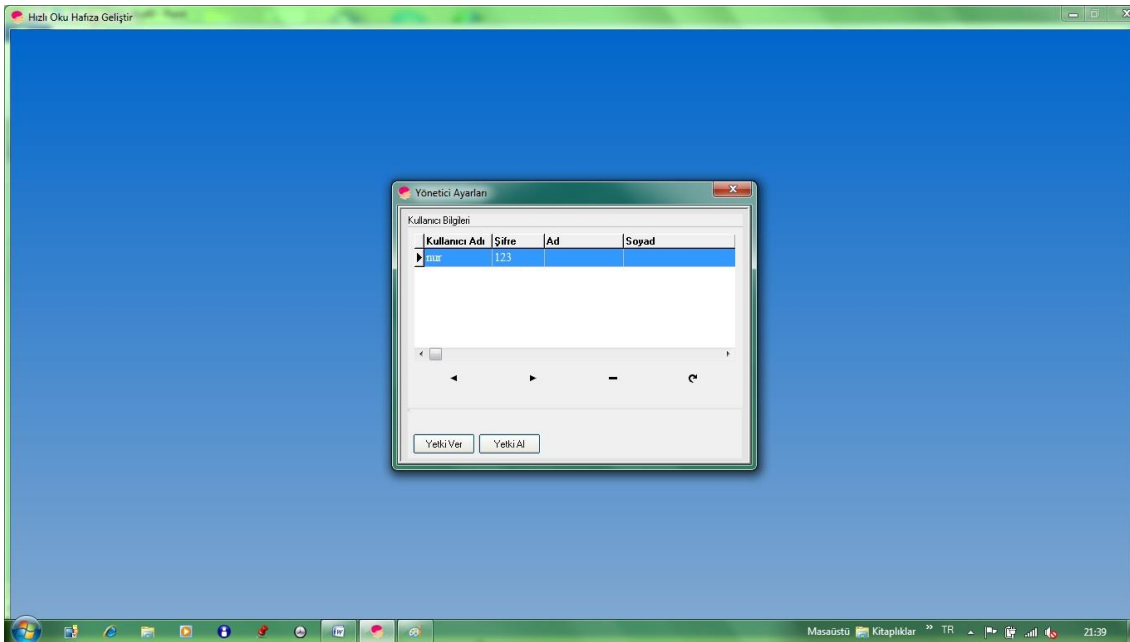 Hızlı Oku Hafıza Geliştir
Yönetici Ayarları
Kullanıcı Bilgileri
Kullanıcı Adı Şifre Ad Soyad
nur 123
Yetki Ver Yetki Al
Masaüstü Kitaplıklar » TR 21:39